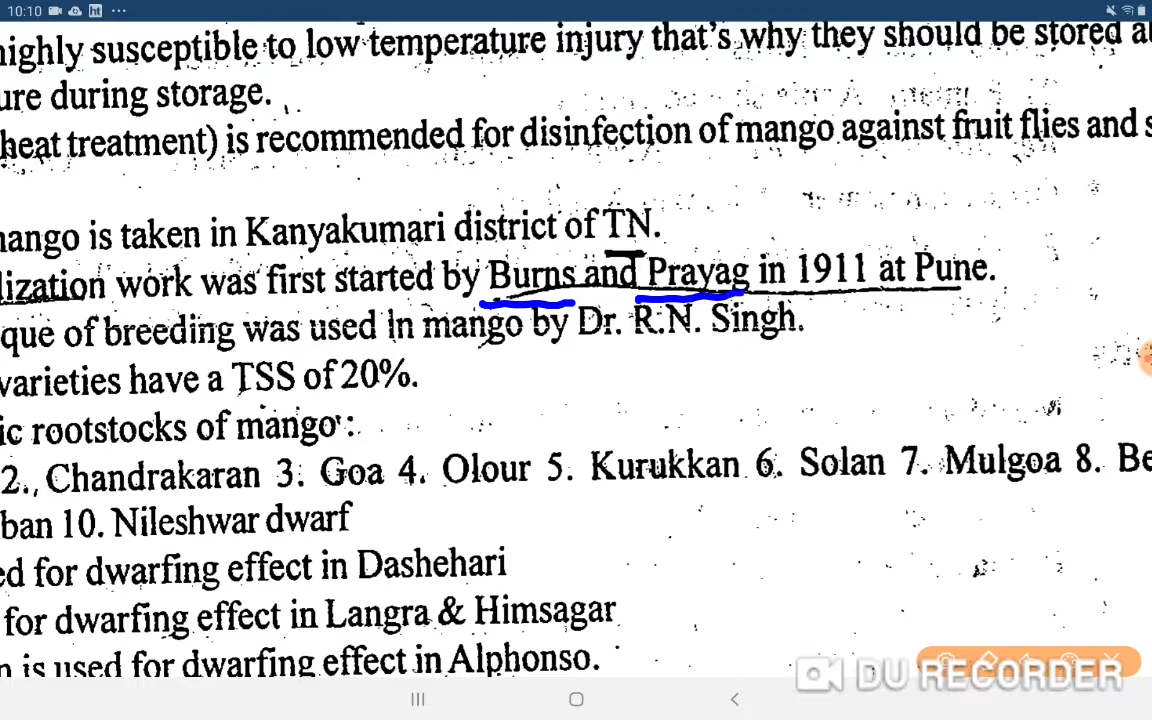 10:10 ht ...
highly susceptible to low temperature injury that's why they should be stored at
ure during storage.
heat treatment) is recommended for disinfection of mango against fruit flies and s
mango is taken in Kanyakumari district of TN.
lization work was first started by Burns and Prayag in 1911 at Pune.
que of breeding was used in mango by Dr. R.N. Singh.
varieties have a TSS of 20%.
ic rootstocks of mango :
2. Chandrakaran 3. Goa 4. Olour 5. Kurukkan 6. Solan 7. Mulgoa 8. Be
ban 10. Nileshwar dwarf
ed for dwarfing effect in Dashehari
for dwarfing effect in Langra & Himsagar
n is used for dwarfing effect in Alphonso.
DU RECORDER